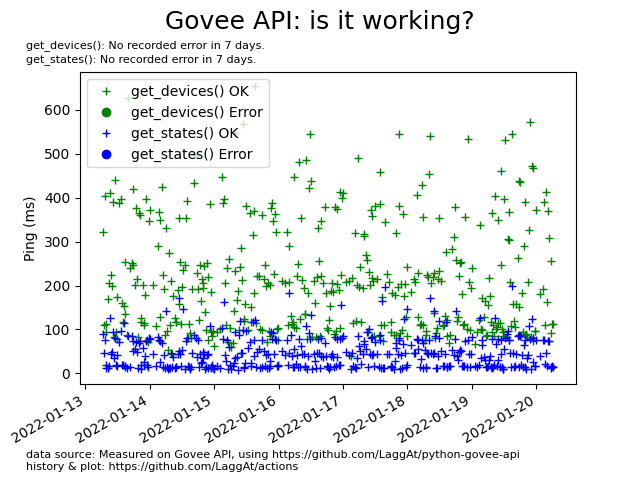 Govee API: is it working?
get_devices(): No recorded error in 7 days.
get_states(): No recorded error in 7 days.
get_devices() OK
get_devices() Error
get_states() OK
get_states() Error
Ping (ms)
600
500
400
300
200
100
0
2022-01-13
2022-01-14
2022-01-15
2022-01-16
2022-01-17
2022-01-18
2022-01-19
2022-01-20
data source: Measured on Govee API, using https://github.com/LaggAt/python-govee-api
history & plot: https://github.com/LaggAt/actions